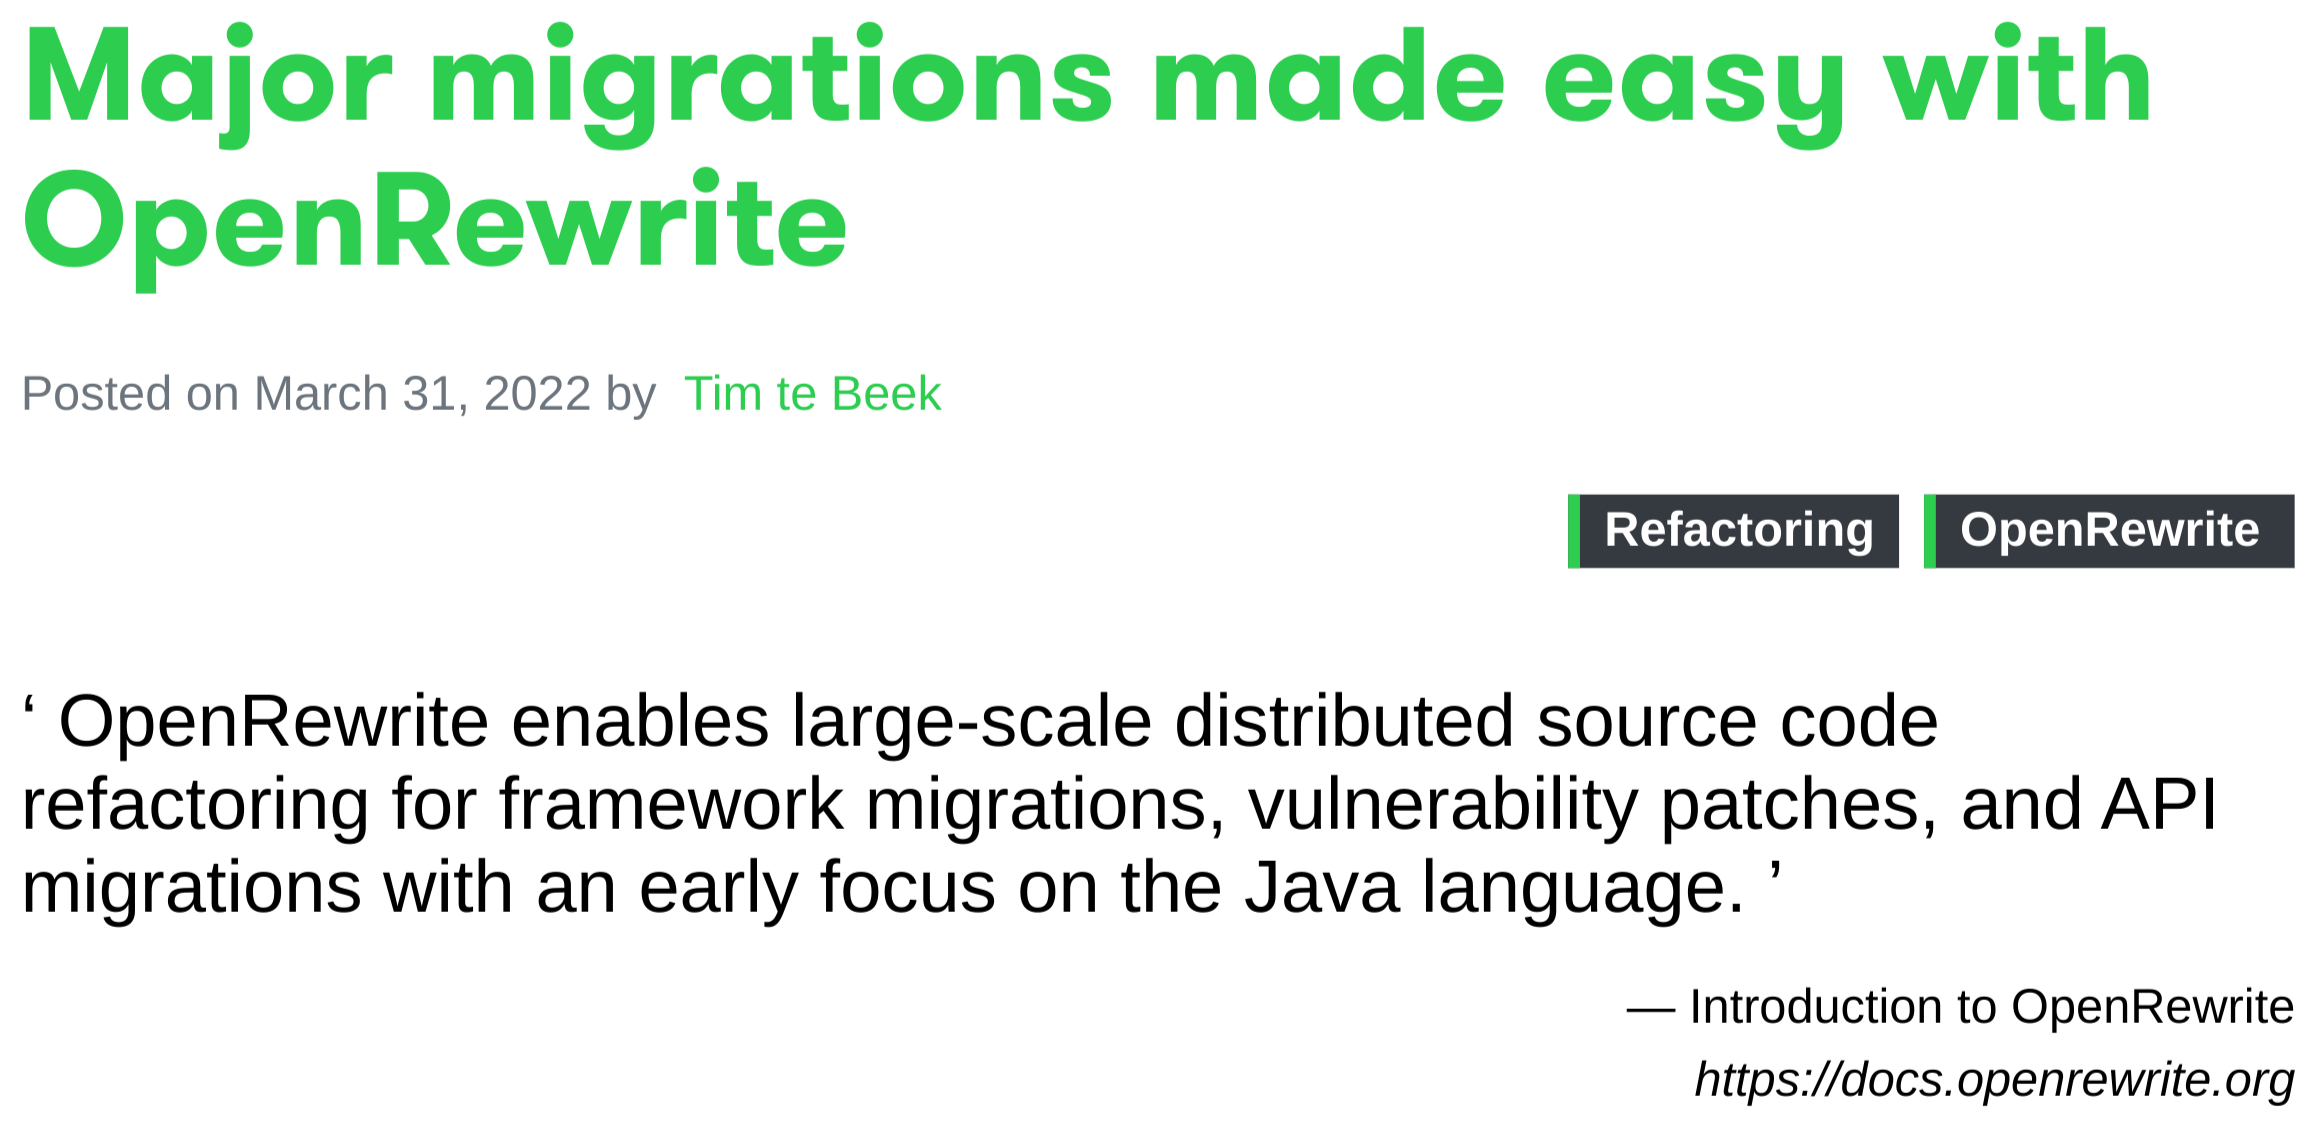 Major migrations made easy with
OpenRewrite
Posted on March 31, 2022 by Tim te Beek
Refactoring OpenRewrite
‘ OpenRewrite enables large-scale distributed source code
refactoring for framework migrations, vulnerability patches, and API
migrations with an early focus on the Java language. ’
— Introduction to OpenRewrite
https://docs.openrewrite.org